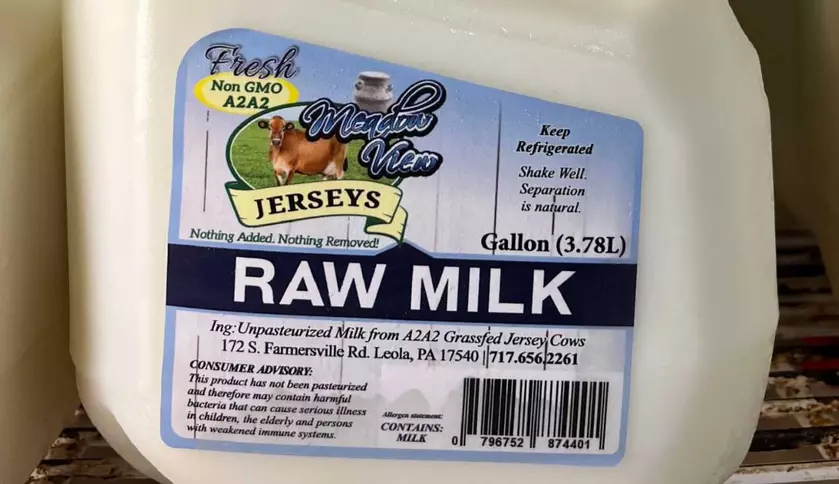 Fresh
Non GMO
A2A2
Meadow
View
JERSEYS
Nothing Added. Nothing Removed!
Keep
Refrigerated
Shake Well.
Separation
is natural.
Gallon (3.78L)
RAW MILK
Ing: Unpasteurized Milk from A2A2 Grassfed Jersey Cows
172 S. Farmersville Rd. Leola, PA 17540 | 717.656.2261
CONSUMER ADVISORY:
This product has not been pasteurized
and therefore may contain harmful
bacteria that can cause serious illness
in children, the elderly and persons
with weakened immune systems.
Allergen statement:
CONTAINS:
MILK
0 796752 874401